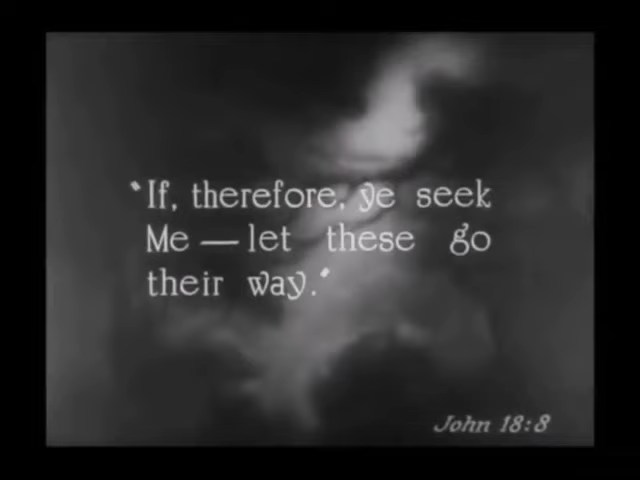 “If, therefore, ye seek
Me — let these go
their way.”
John 18:8